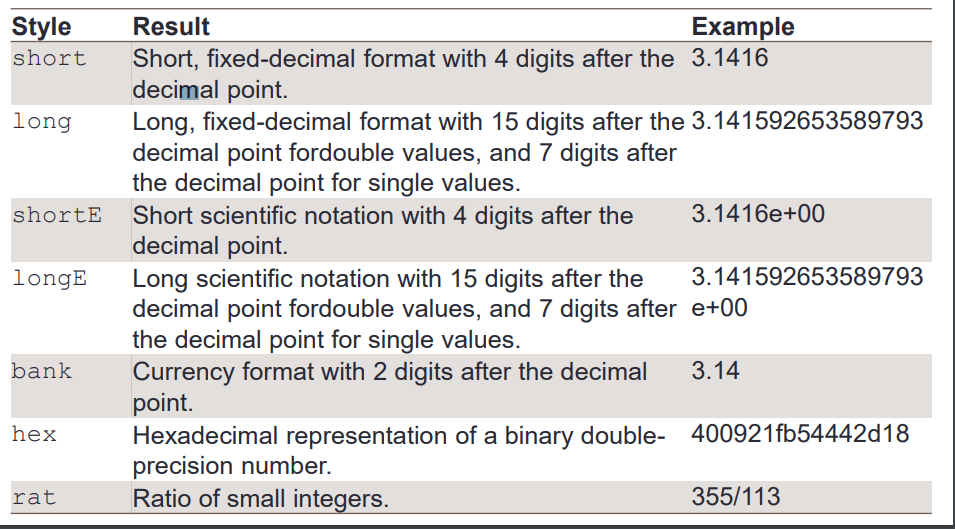 Style Result Example
short Short, fixed-decimal format with 4 digits after the 3.1416
decimal point.
long Long, fixed-decimal format with 15 digits after the 3.141592653589793
decimal point fordouble values, and 7 digits after
the decimal point for single values.
shortE Short scientific notation with 4 digits after the 3.1416e+00
decimal point.
longE Long scientific notation with 15 digits after the 3.141592653589793
decimal point fordouble values, and 7 digits after e+00
the decimal point for single values.
bank Currency format with 2 digits after the decimal 3.14
point.
hex Hexadecimal representation of a binary double- 400921fb54442d18
precision number.
rat Ratio of small integers. 355/113